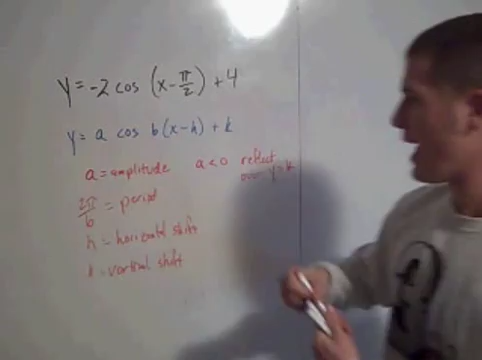 y = -2 cos (x - π/2) + 4
y = a cos b(x-h) + k
a = amplitude a < 0 reflect
over y = k
2π/b = period
h = horizontal shift
k = vertical shift